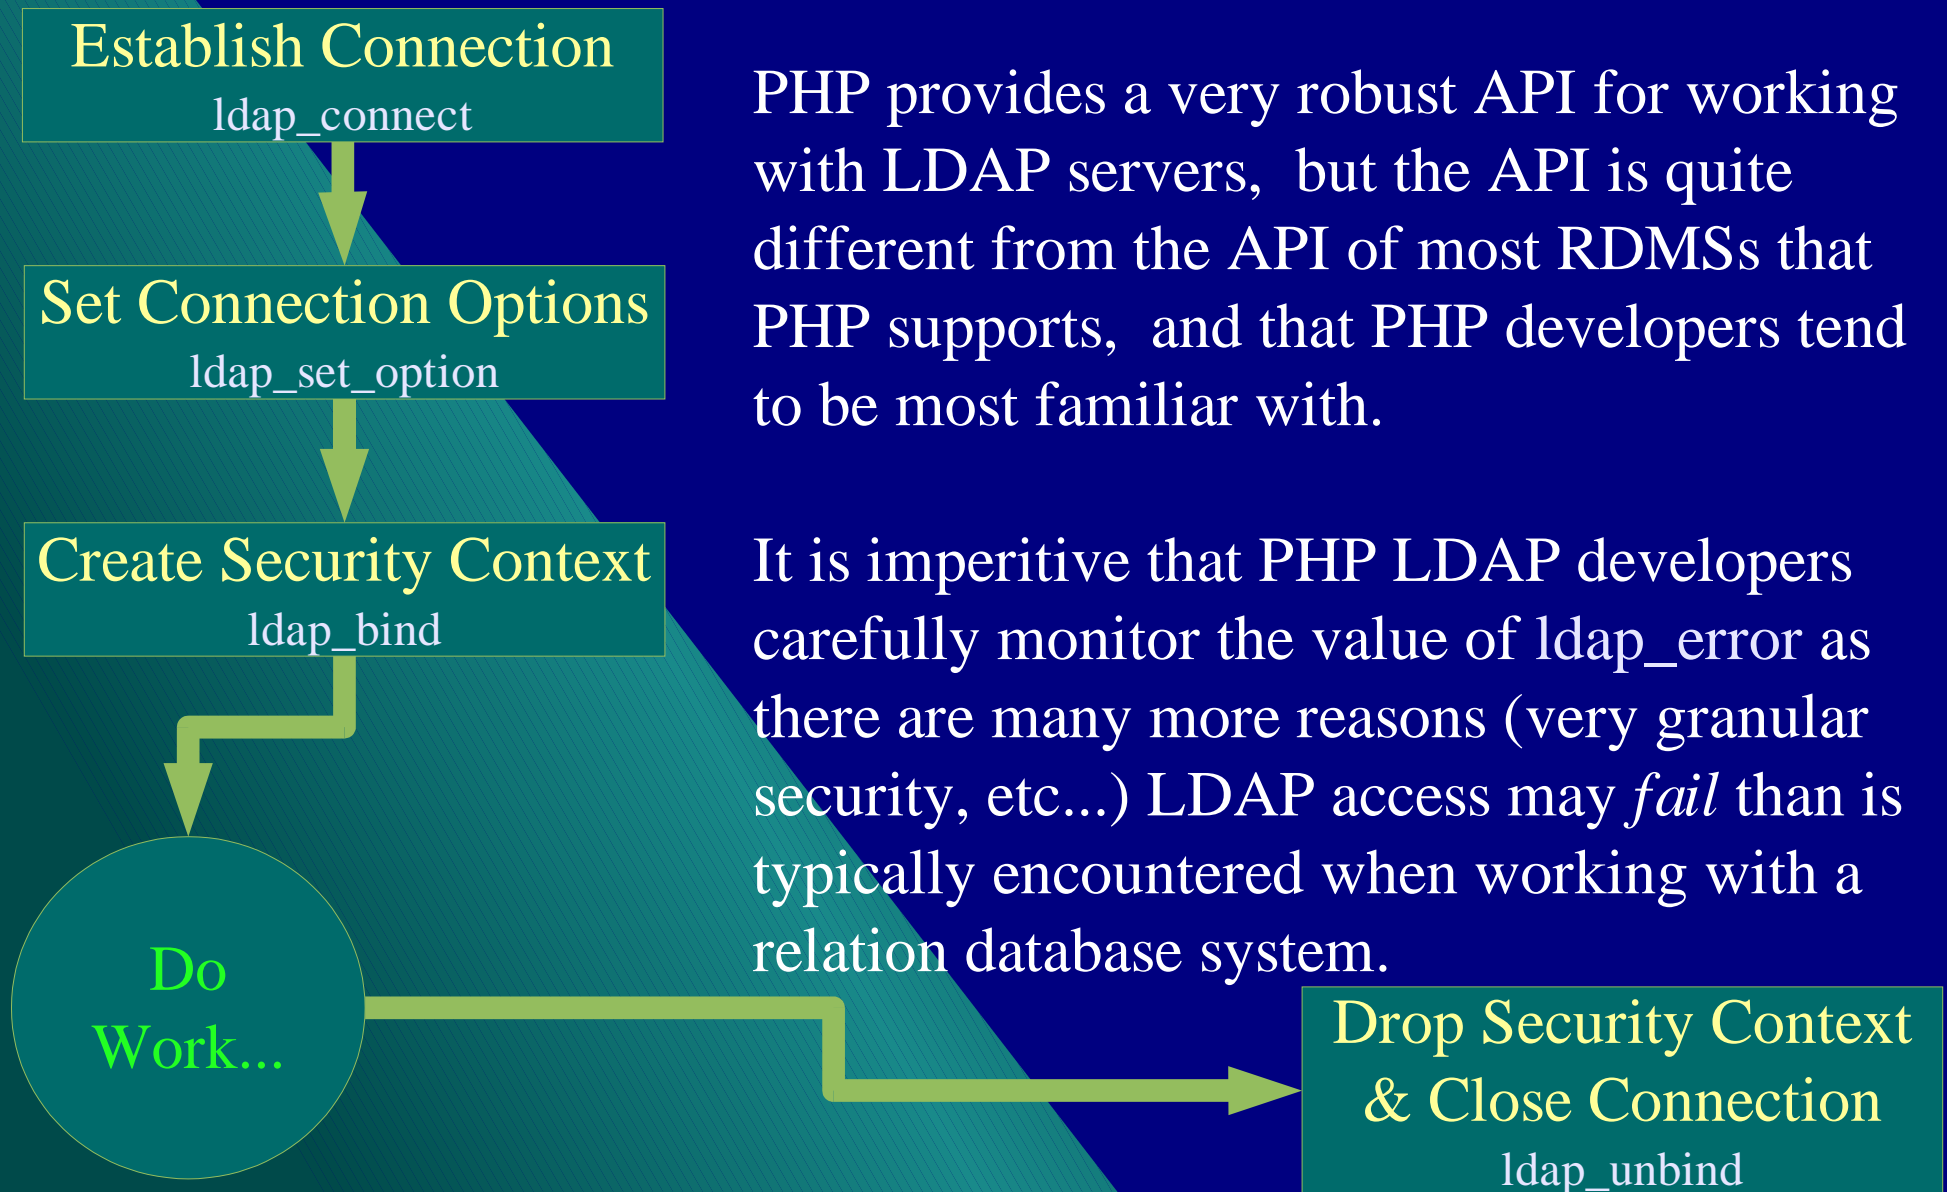 Establish Connection
ldap_connect
Set Connection Options
ldap_set_option
Create Security Context
ldap_bind
Do
Work...
PHP provides a very robust API for working
with LDAP servers,  but the API is quite
different from the API of most RDMSs that
PHP supports,  and that PHP developers tend
to be most familiar with.
It is imperitive that PHP LDAP developers
carefully monitor the value of ldap_error as
there are many more reasons (very granular
security, etc...) LDAP access may fail than is
typically encountered when working with a
relation database system.
Drop Security Context
& Close Connection
ldap_unbind